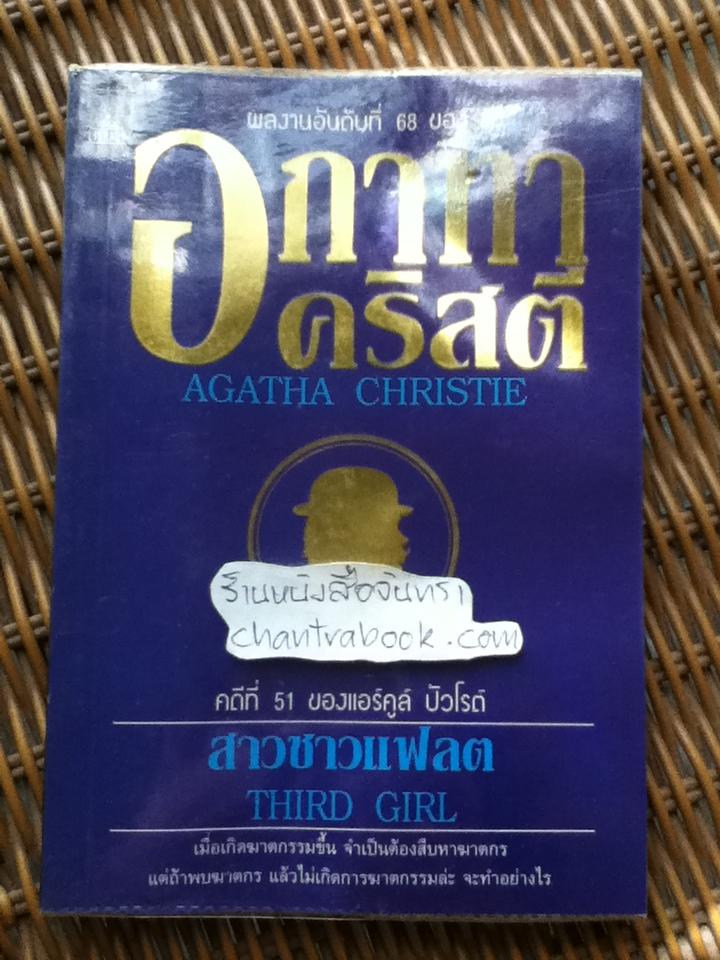 ผลงานอันดับที่ 68 ของ
อกาทา
คริสตี
AGATHA CHRISTIE
ร้านหนังสือจันทรา
chantrabook.com
คดีที่ 51 ของแอร์คูล์ ปัวโรต์
สาวชาวแฟลต
THIRD GIRL
เมื่อเกิดฆาตกรรมขึ้น จำเป็นต้องสืบหาฆาตกร
แต่ถ้าพบฆาตกร แล้วไม่เกิดการฆาตกรรมล่ะ จะทำอย่างไร